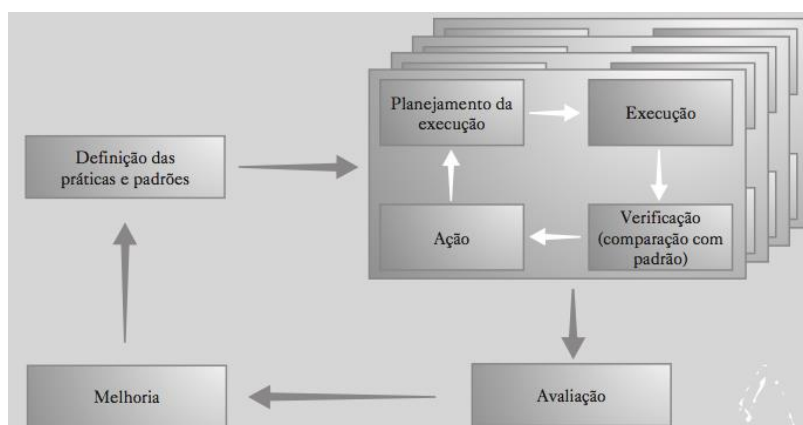 Planejamento da
execução
Execução
Definição das
práticas e padrões
Ação
Verificação
(comparação com
padrão)
Melhoria
Avaliação